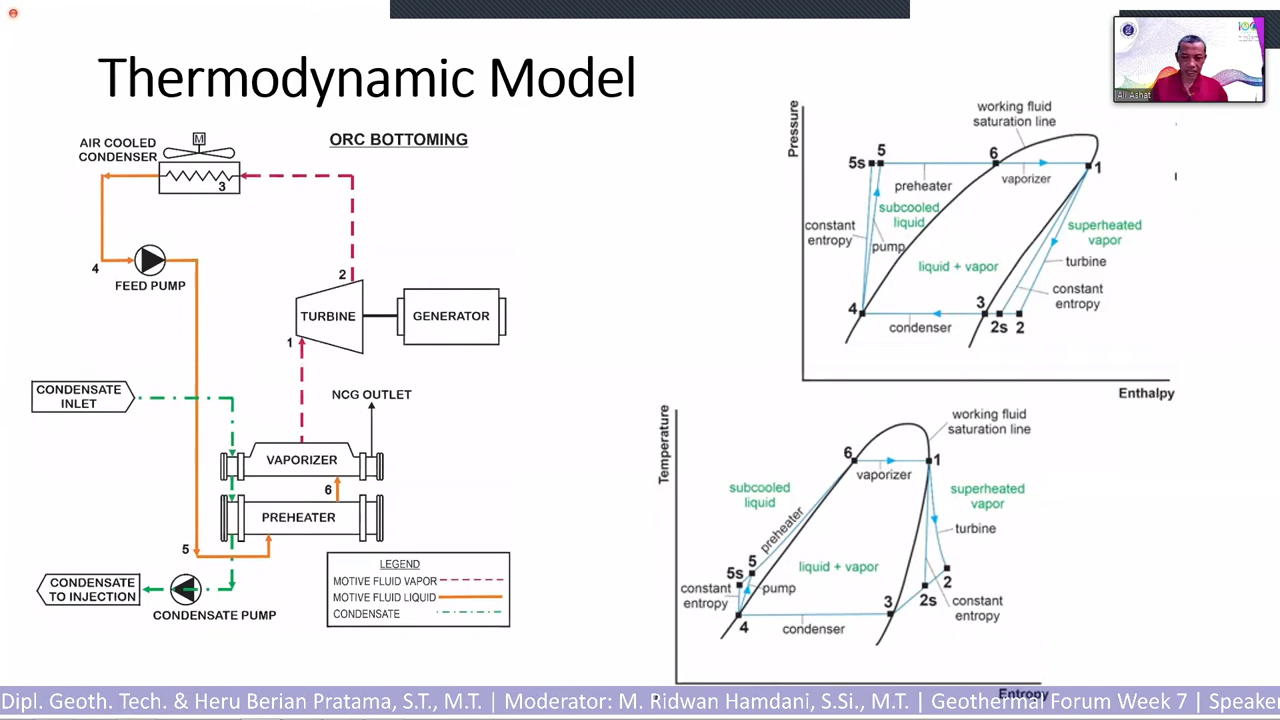 Thermodynamic Model
Ali Ashat
ORC BOTTOMING
AIR COOLED
CONDENSER
M
3
4
FEED PUMP
2
TURBINE
GENERATOR
1
CONDENSATE
INLET
NCG OUTLET
VAPORIZER
6
PREHEATER
5
CONDENSATE
TO INJECTION
CONDENSATE PUMP
LEGEND
MOTIVE FLUID VAPOR
MOTIVE FLUID LIQUID
CONDENSATE
Pressure
working fluid
saturation line
5s
5
6
1
preheater
vaporizer
subcooled
liquid
constant
entropy
pump
superheated
vapor
liquid + vapor
turbine
constant
entropy
4
3
2s
2
condenser
Enthalpy
Temperature
working fluid
saturation line
6
1
vaporizer
subcooled
liquid
superheated
vapor
preheater
turbine
5s
5
liquid + vapor
constant
entropy
pump
2
2s
constant
entropy
3
4
condenser
Entropy
Dipl. Geoth. Tech. & Heru Berian Pratama, S.T., M.T. | Moderator: M. Ridwan Hamdani, S.Si., M.T. | Geothermal Forum Week 7 | Speake